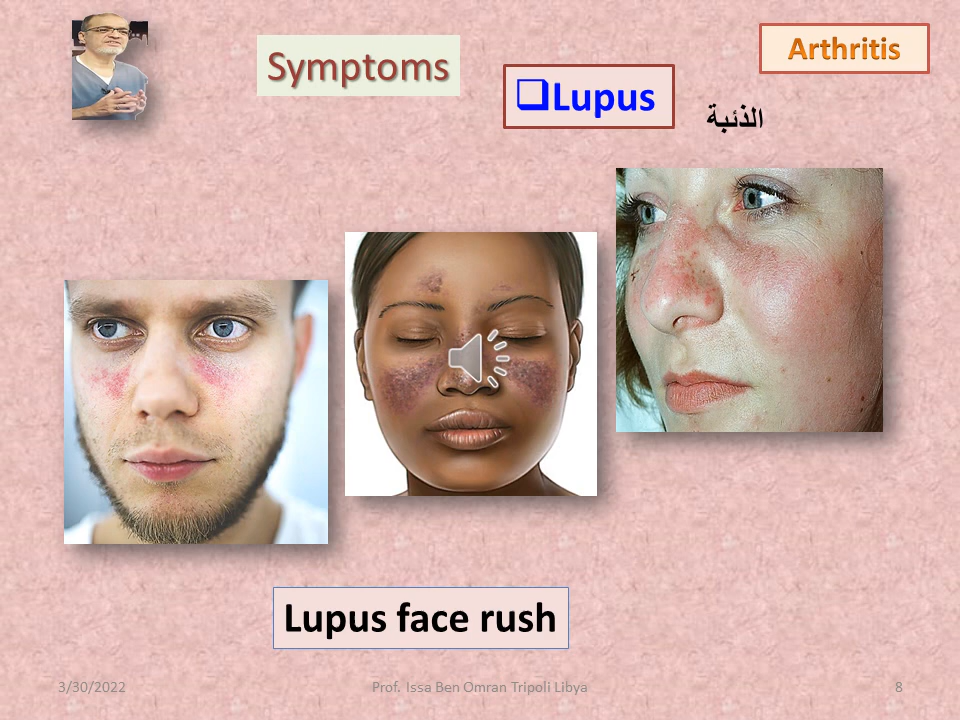 Symptoms
Arthritis
❑Lupus
الذئبة
Lupus face rush
3/30/2022
Prof. Issa Ben Omran Tripoli Libya
8